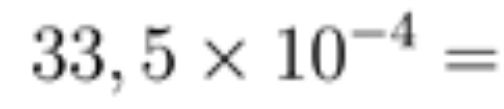 33,5 × 10⁻⁴ =